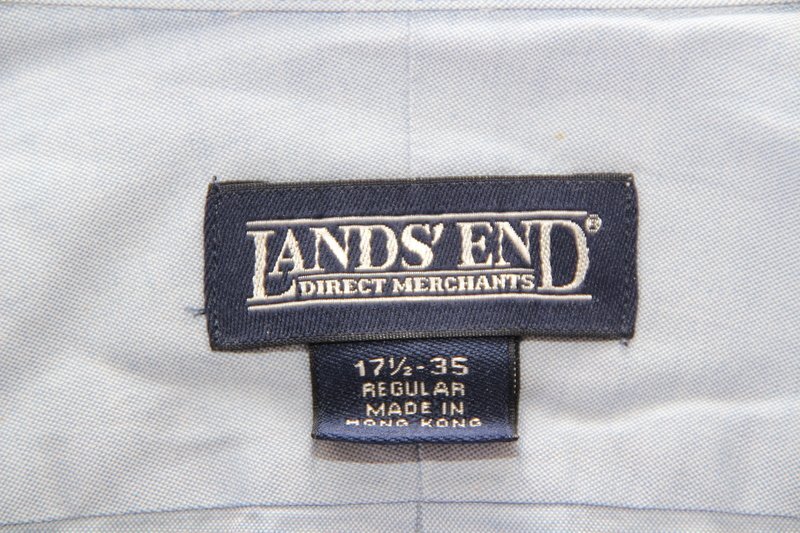 LANDS' END®
DIRECT MERCHANTS
17½-35
REGULAR
MADE IN
HONG KONG